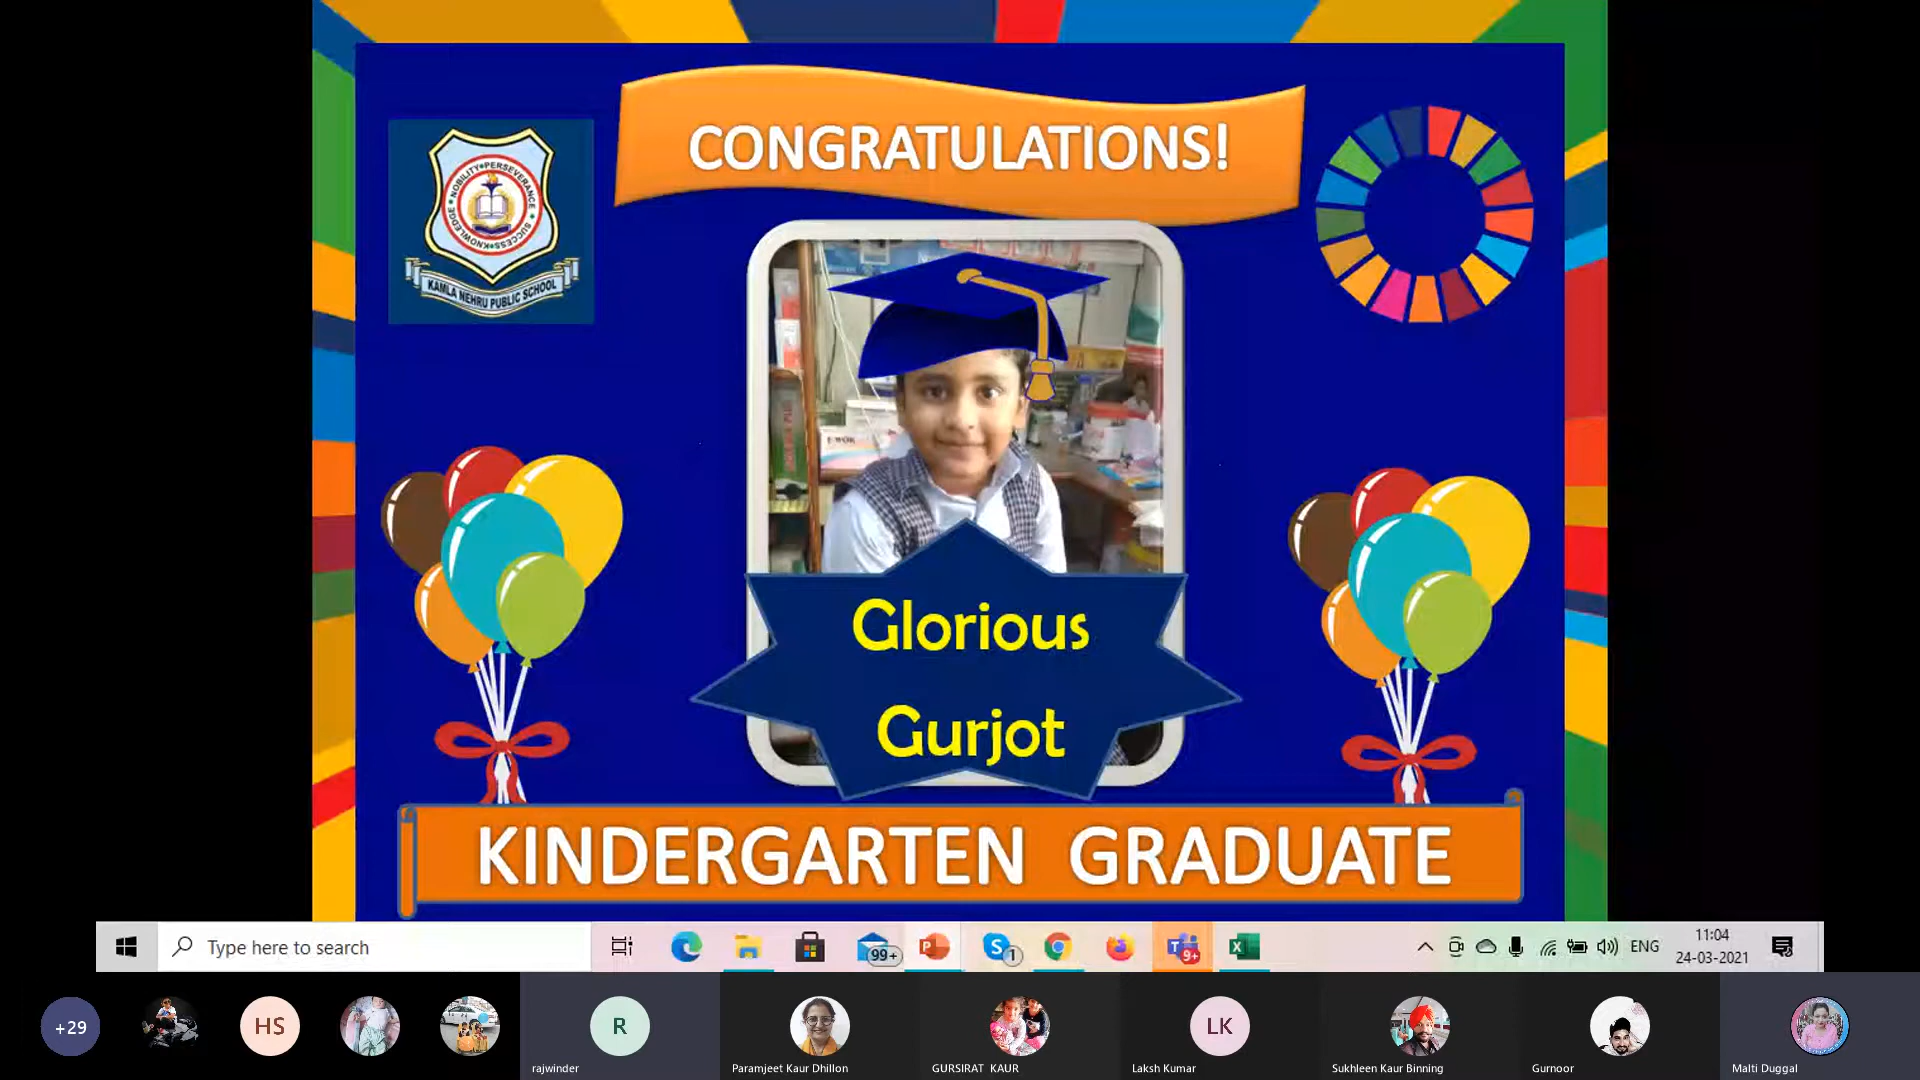 CONGRATULATIONS!
NOBILITY • PERSEVERANCE • SUCCESS • KNOWLEDGE •
KAMLA NEHRU PUBLIC SCHOOL
Glorious
Gurjot
KINDERGARTEN GRADUATE
Type here to search
99+
1
9+
ENG
11:04
24-03-2021
+29
HS
R
LK
rajwinder
Paramjeet Kaur Dhillon
GURSIRAT KAUR
Laksh Kumar
Sukhleen Kaur Binning
Gurnoor
Malti Duggal